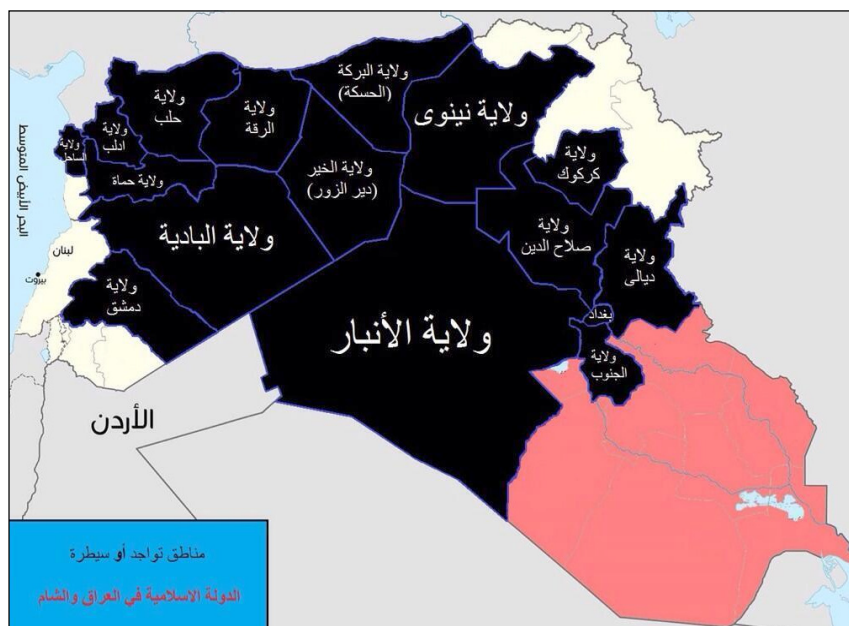 ولاية البركة
(الحسكة)
ولاية
حلب
ولاية
الرقة
ولاية نينوى
ولاية
ادلب
ولاية
الساحل
ولاية
كركوك
ولاية الخير
(دير الزور)
ولاية حماة
ولاية البادية
ولاية
صلاح الدين
ولاية
ديالى
البحر الأبيض المتوسط
لبنان
بيروت
ولاية
دمشق
بغداد
ولاية الأنبار
ولاية
الجنوب
الأردن
مناطق تواجد أو سيطرة
الدولة الاسلامية في العراق والشام